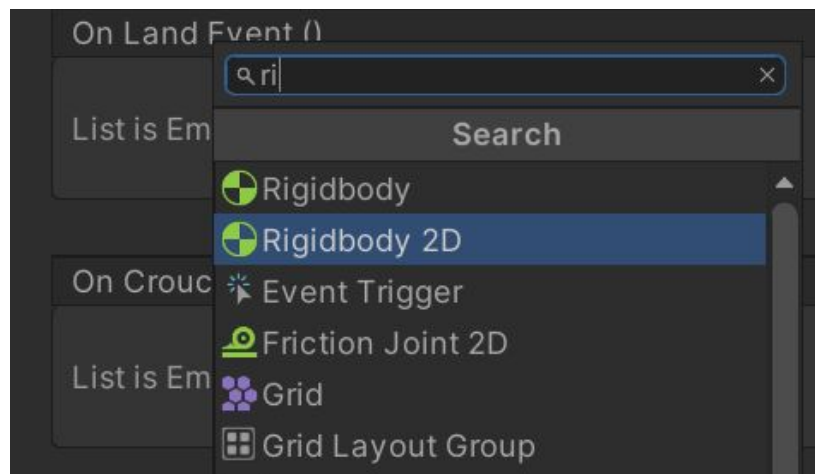 On Land Event ()
ri
List is Em
Search
Rigidbody
Rigidbody 2D
On Crouc
Event Trigger
Friction Joint 2D
List is Em
Grid
Grid Layout Group